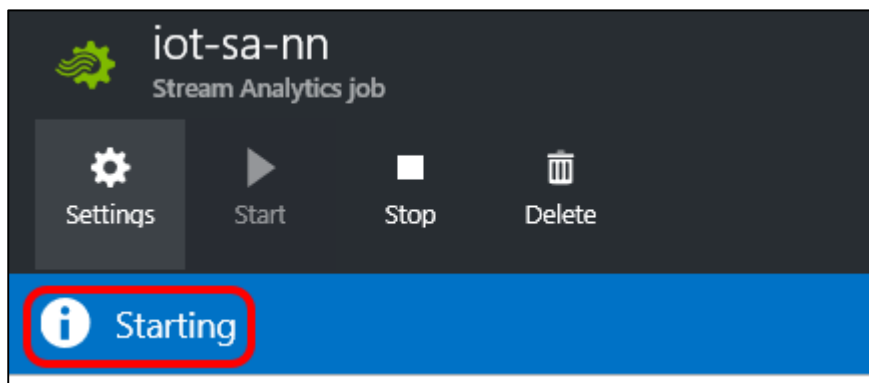 iot-sa-nn
Stream Analytics job
Settings Start Stop Delete
Starting